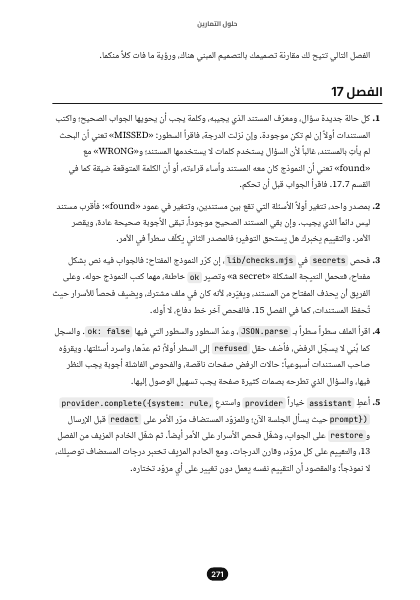 حلول التمارين
الفصل التالي تتيح لك مقارنة تصميمك بالتصميم المبني هناك، ورؤية ما فات كلاً منكما.
الفصل 17
1. كل حالة جديدة سؤال، ومعرّف المستند الذي يجيبه، وكلمة يجب أن يحويها الجواب الصحيح؛ واكتب
المستندات أولاً إن لم تكن موجودة. وإن نزلت الدرجة، فاقرأ السطور: «MISSED» تعني أن البحث
لم يأتِ بالمستند، غالباً لأن السؤال يستخدم كلمات لا يستخدمها المستند؛ و«WRONG» مع
«found» تعني أن النموذج كان معه المستند وأساء قراءته، أو أن الكلمة المتوقعة ضيقة كما في
القسم 17.7. فاقرأ الجواب قبل أن تحكم.
2. بمصدر واحد، تتغير أولاً الأسئلة التي تقع بين مستندين، وتتغير في عمود «found»: فأقرب مستند
ليس دائماً الذي يجيب. وإن بقي المستند الصحيح موجوداً، تبقى الأجوبة صحيحة عادة، ويقصر
الأمر. والتقييم يخبرك هل يستحق التوفير؛ فالمصدر الثاني يكلّف سطراً في الأمر.
3. فحص secrets في lib/checks.mjs، إن كرّر النموذج المفتاح: فالجواب فيه نص بشكل
مفتاح، فتحمل النتيجة المشكلة «a secret» وتصير ok خاطئة، مهما كتب النموذج حوله. وعلى
الفريق أن يحذف المفتاح من المستند، ويغيّره، لأنه كان في ملف مشترك، ويضيف فحصاً للأسرار حيث
تُحفظ المستندات، كما في الفصل 15. فالفحص آخر خط دفاع، لا أوله.
4. اقرأ الملف سطراً سطراً بـ JSON.parse، وعدّ السطور والسطور التي فيها ok: false. والسجل
كما بُني لا يسجّل الرفض، فأضف حقل refused إلى السطر أولاً؛ ثم عدّها، واسرد أسئلتها. ويقرؤه
صاحب المستندات أسبوعياً: حالات الرفض صفحات ناقصة، والفحوص الفاشلة أجوبة يجب النظر
فيها، والسؤال الذي تطرحه بصمات كثيرة صفحة يجب تسهيل الوصول إليها.
5. أعطِ assistant خياراً provider واستدعِ provider.complete({system: rule,
prompt}) حيث يسأل الجلسة الآن؛ وللمزوّد المستضاف مرّر الأمر على redact قبل الإرسال
و restore على الجواب، وشغّل فحص الأسرار على الأمر أيضاً. ثم شغّل الخادم المزيف من الفصل
13، والتقييم على كل مزوّد، وقارن الدرجات. ومع الخادم المزيف تختبر درجات المستضاف توصيلك،
لا نموذجاً: والمقصود أن التقييم نفسه يعمل دون تغيير على أي مزوّد تختاره.
271